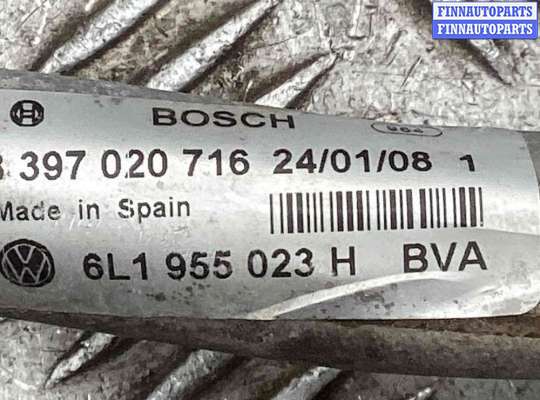 FINNAUTOPARTS
FINNAUTOPARTS
BOSCH
397 020 716 24/01/08 1
Made in Spain
6L1 955 023 H BVA